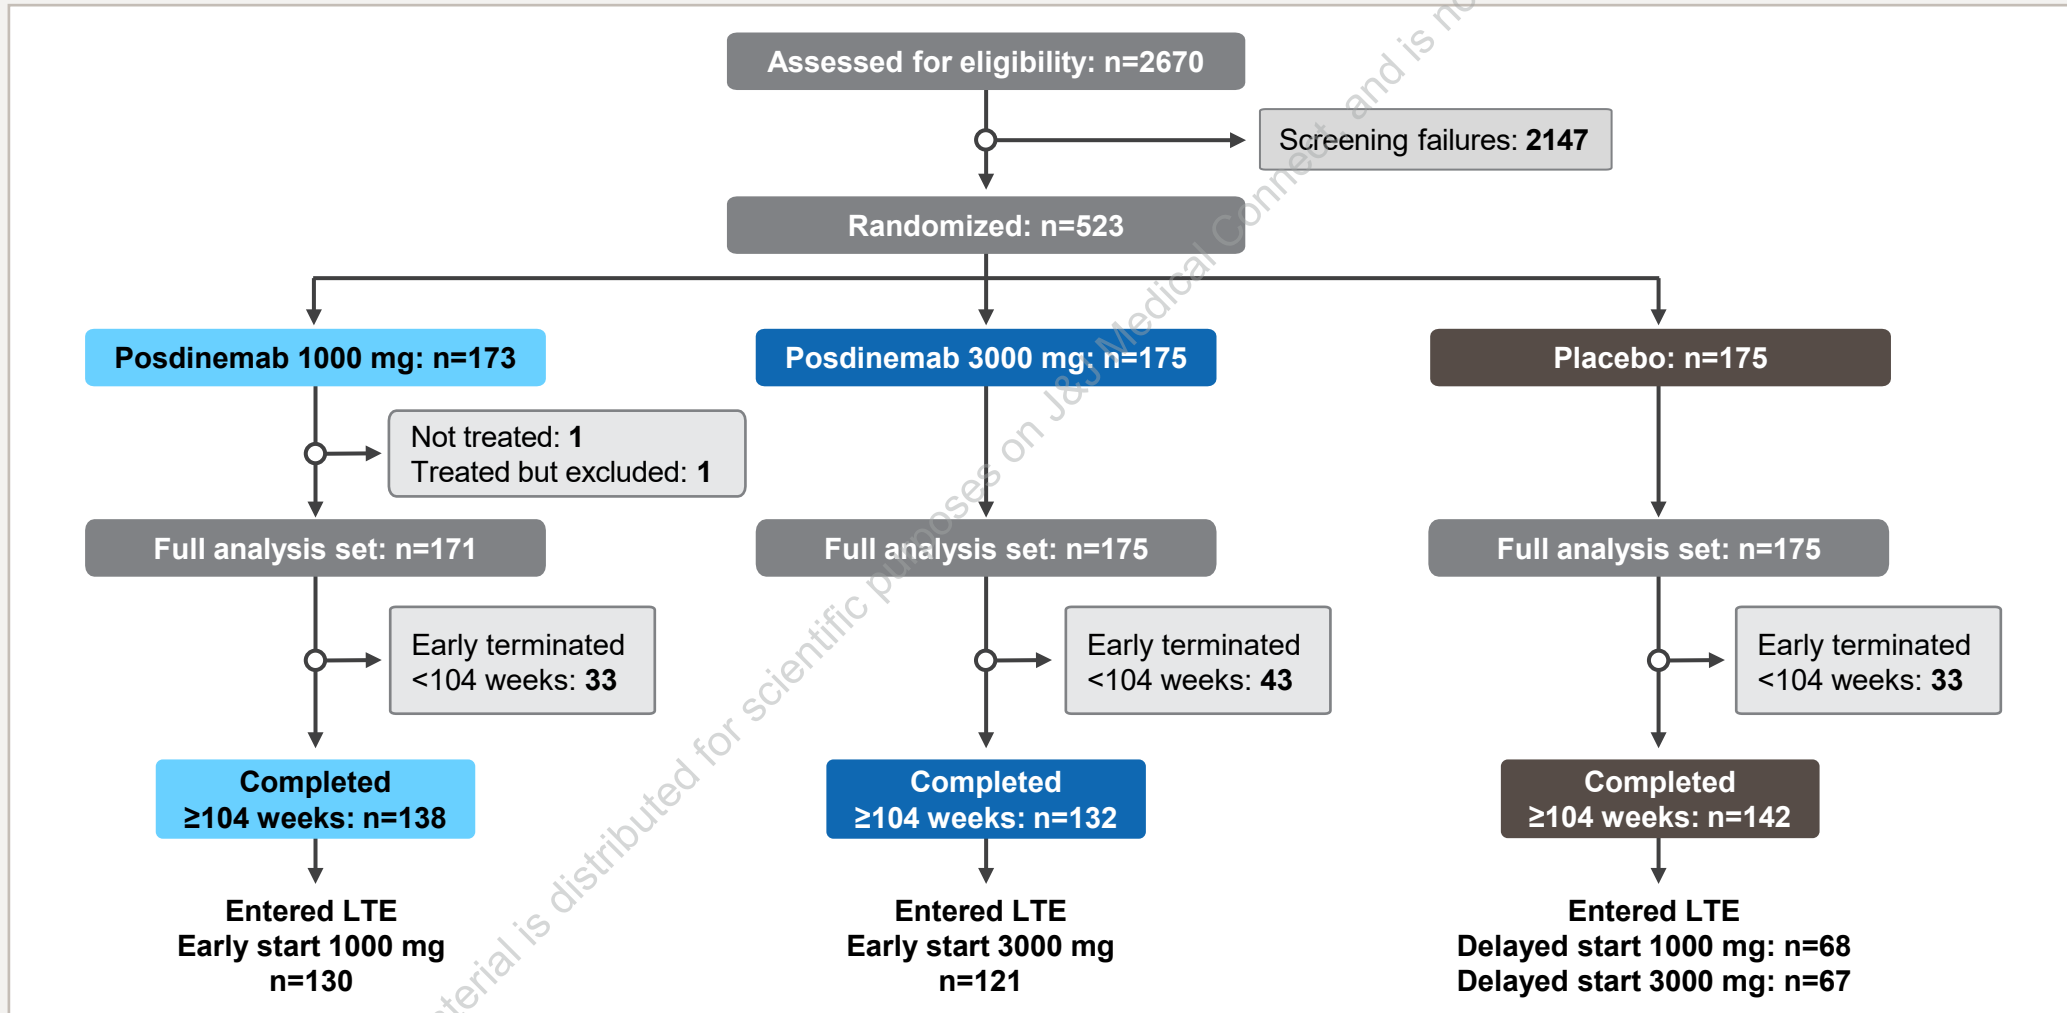 Assessed for eligibility: n=2670
Screening failures: 2147
Randomized: n=523
Posdinemab 1000 mg: n=173
Posdinemab 3000 mg: n=175
Placebo: n=175
Not treated: 1
Treated but excluded: 1
Full analysis set: n=171
Full analysis set: n=175
Full analysis set: n=175
Early terminated
<104 weeks: 33
Early terminated
<104 weeks: 43
Early terminated
<104 weeks: 33
Completed
≥104 weeks: n=138
Completed
≥104 weeks: n=132
Completed
≥104 weeks: n=142
Entered LTE
Early start 1000 mg
n=130
Entered LTE
Early start 3000 mg
n=121
Entered LTE
Delayed start 1000 mg: n=68
Delayed start 3000 mg: n=67
is distributed for scientific purposes on J&J Medical Connect, and is